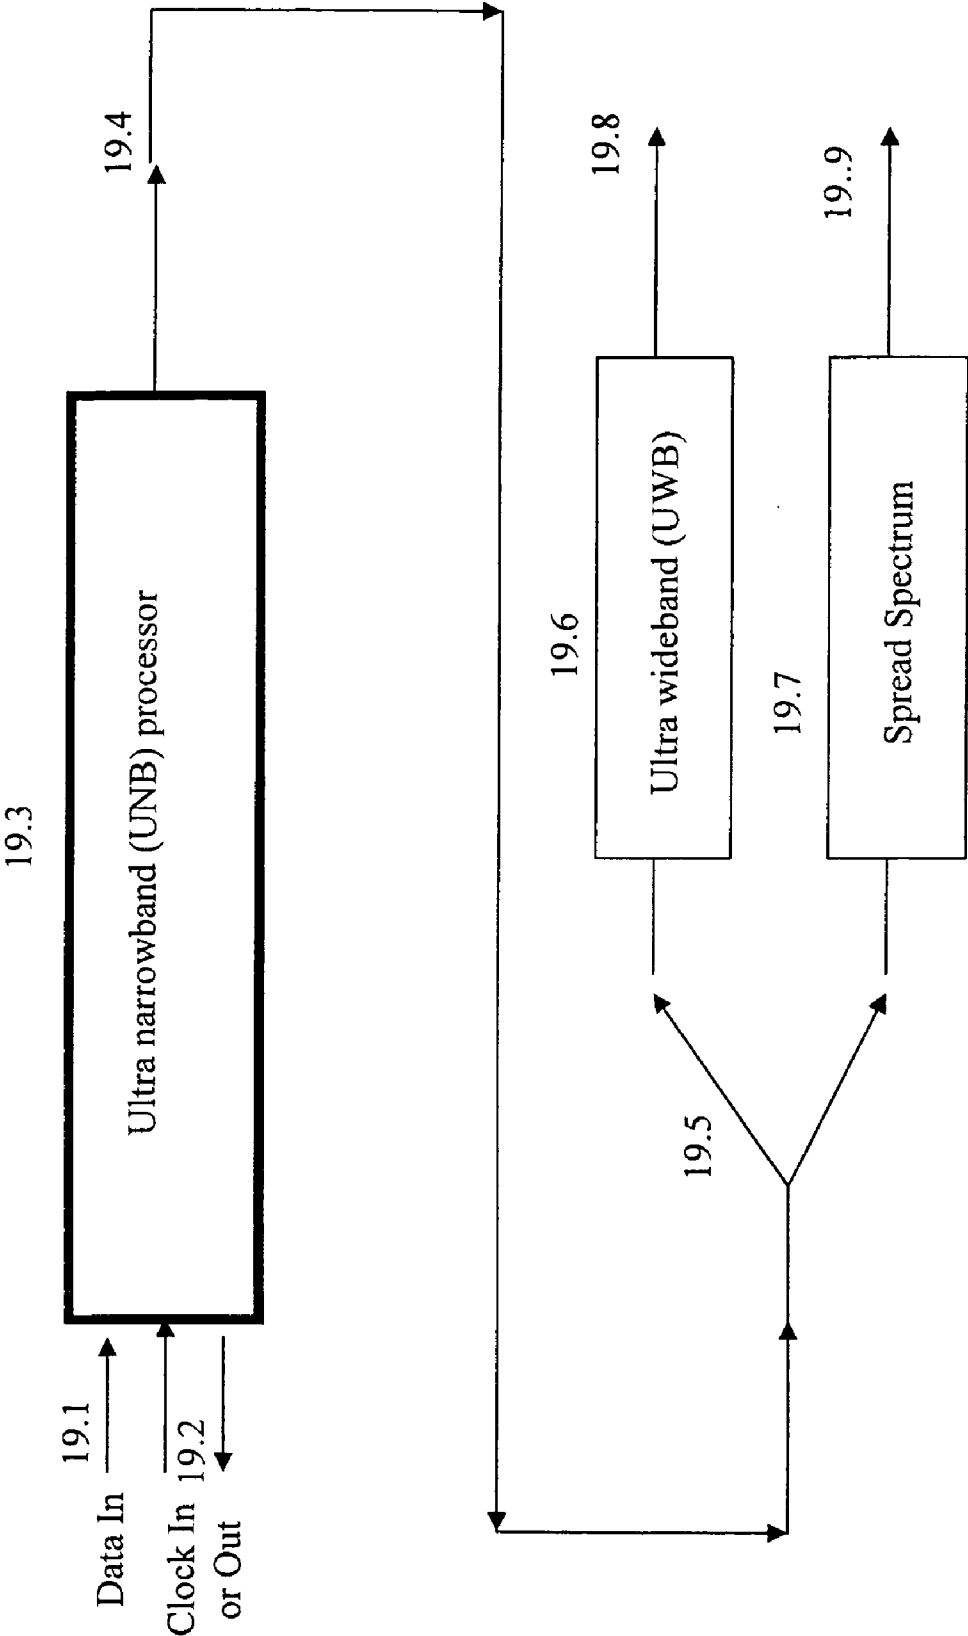 19.3
19.1
Data In
Clock In
19.2
or Out
Ultra narrowband (UNB) processor
19.4
19.5
19.6
Ultra wideband (UWB)
19.8
19.7
Spread Spectrum
19..9